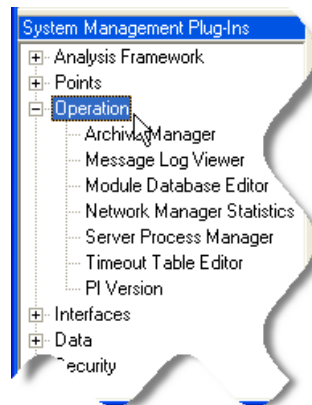 System Management Plug-Ins
Analysis Framework
Points
Operation
Archive Manager
Message Log Viewer
Module Database Editor
Network Manager Statistics
Server Process Manager
Timeout Table Editor
PI Version
Interfaces
Data
Security